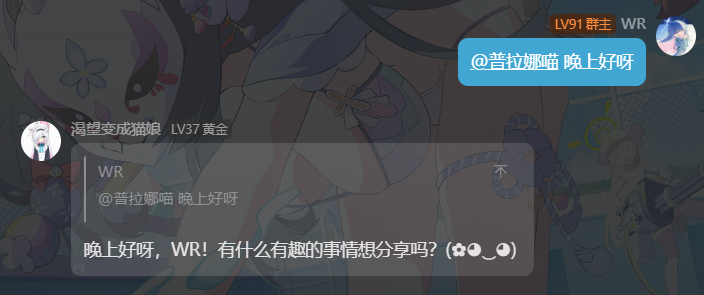 LV91 群主 WR
@普拉娜喵 晚上好呀
渴望变成猫娘 LV37 黄金
WR
@普拉娜喵 晚上好呀
晚上好呀，WR！有什么有趣的事情想分享吗？(✿◕‿◕)